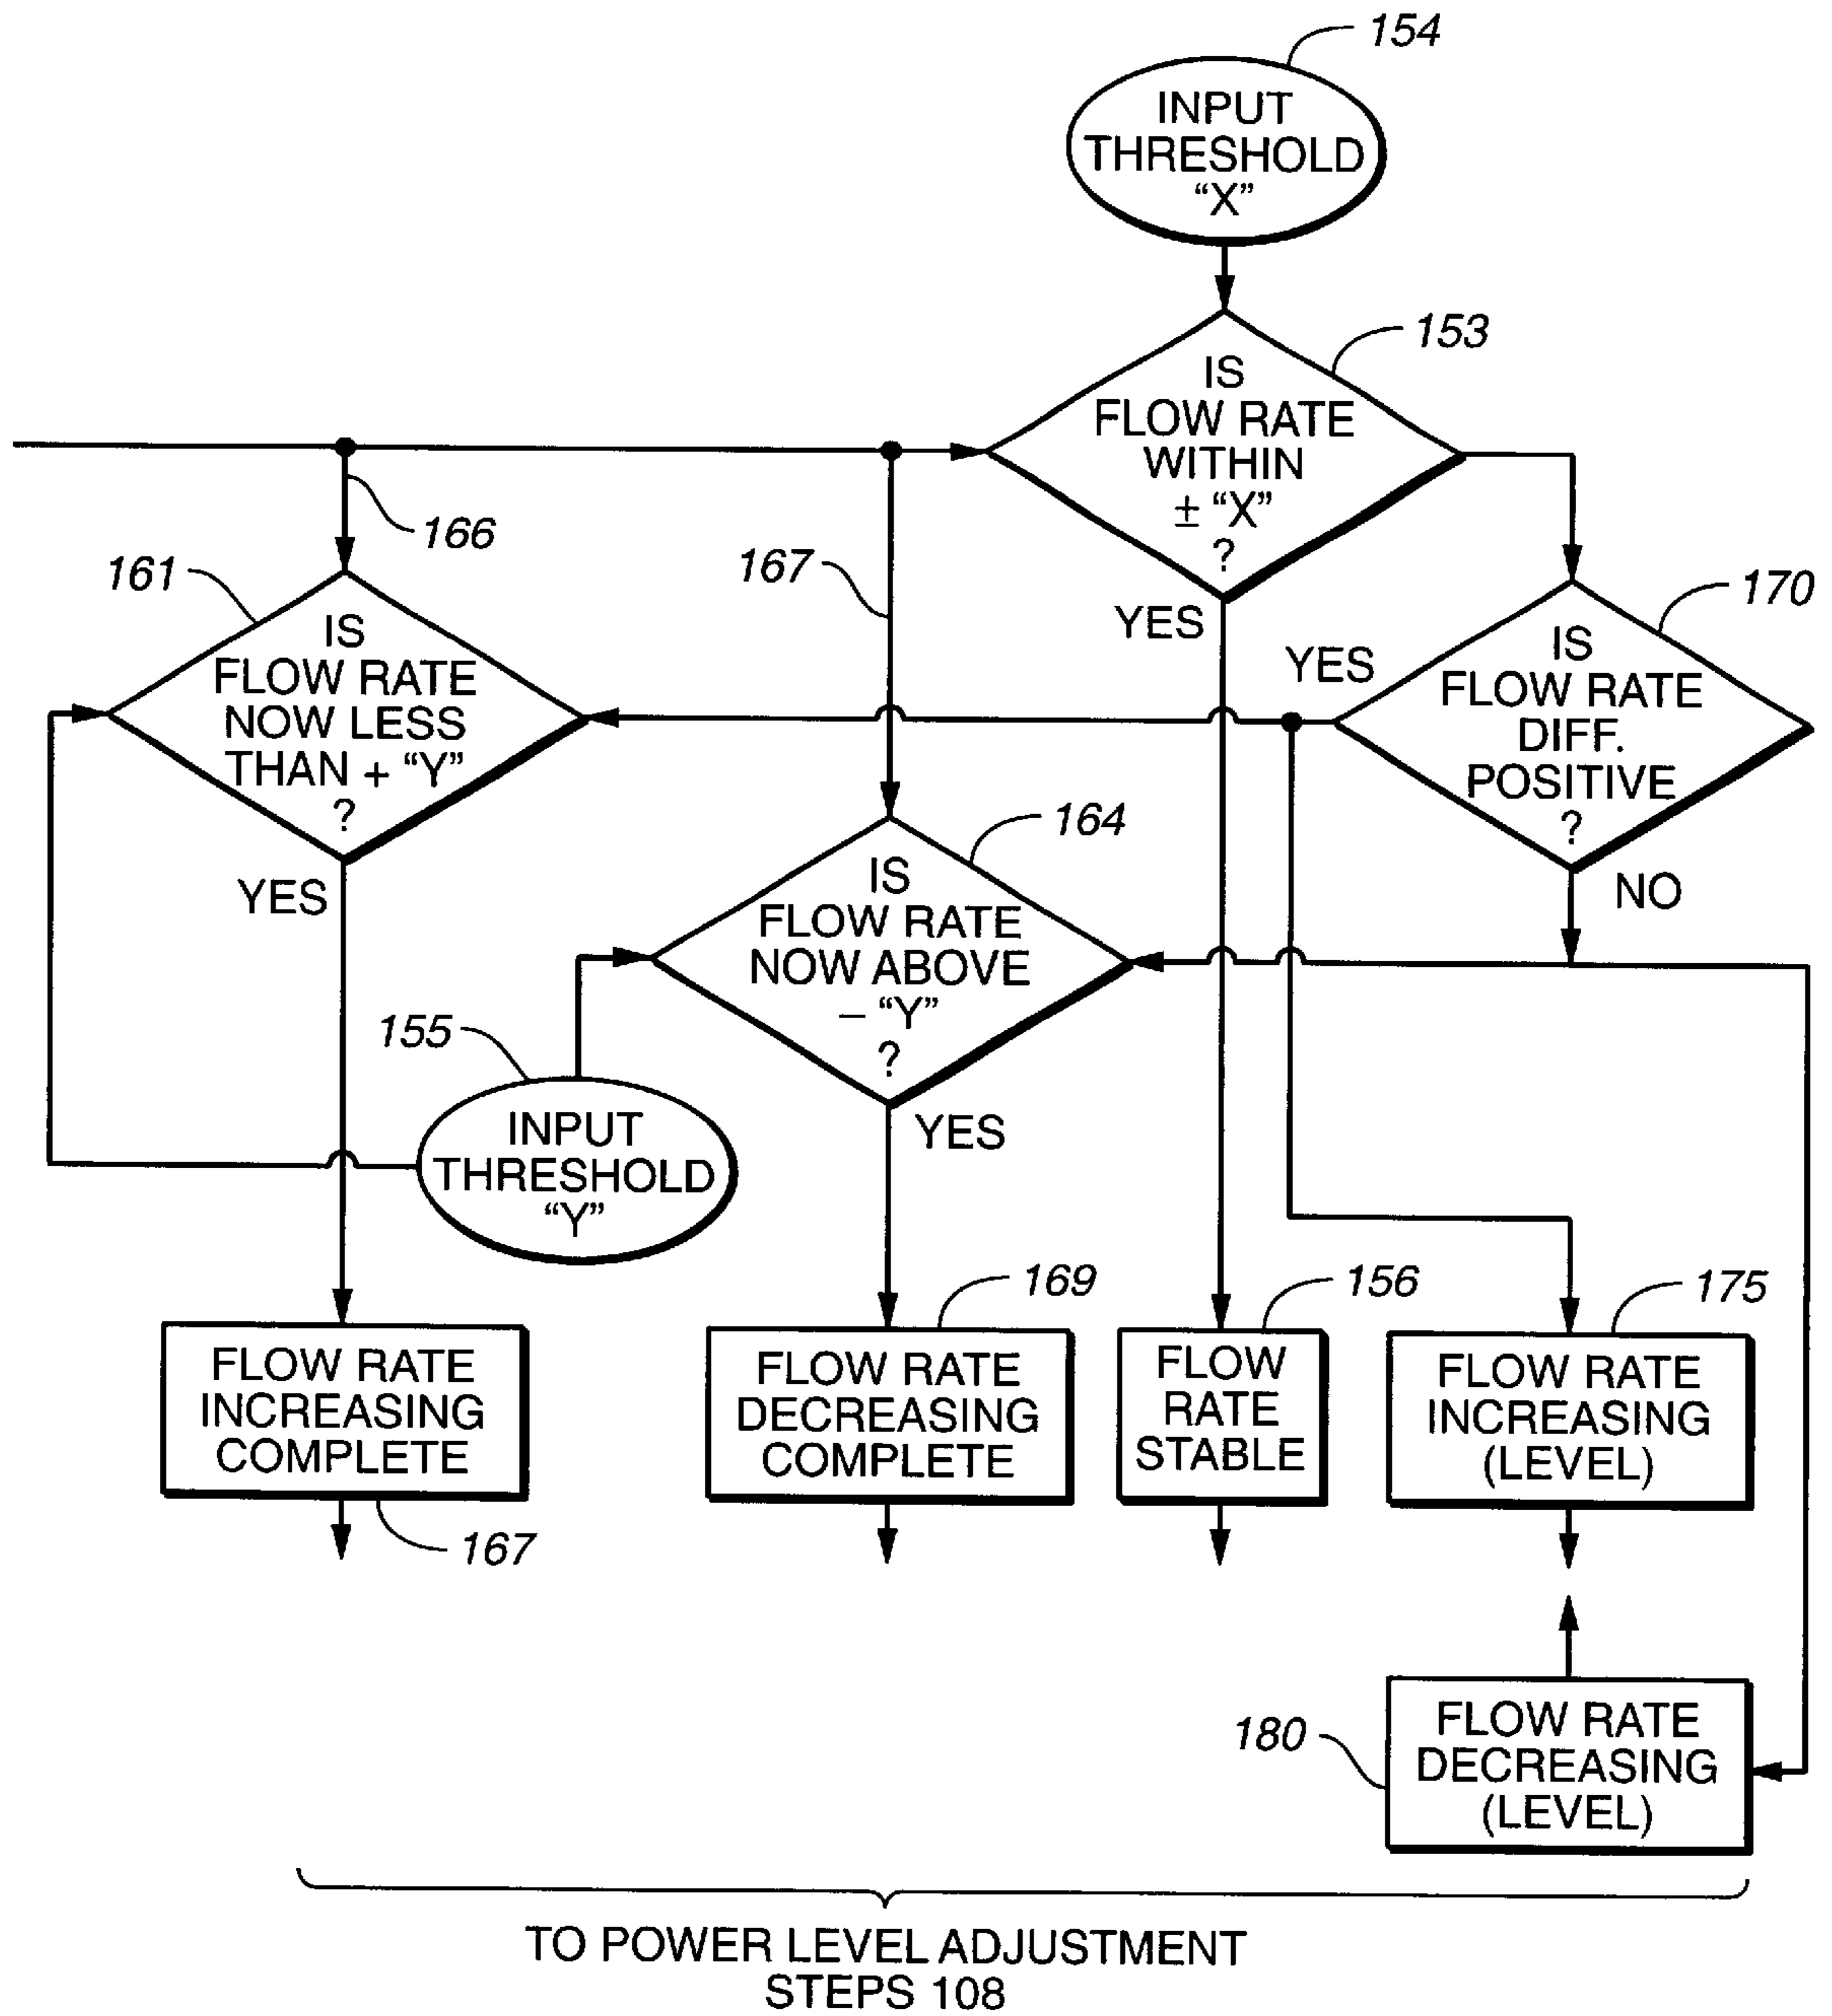 154
INPUT
THRESHOLD
“X”
153
IS
FLOW RATE
WITHIN
± “X”
?
YES
166
167
161
IS
FLOW RATE
NOW LESS
THAN + “Y”
?
YES
170
IS
FLOW RATE
DIFF.
POSITIVE
?
YES
NO
164
IS
FLOW RATE
NOW ABOVE
– “Y”
?
YES
155
INPUT
THRESHOLD
“Y”
FLOW RATE
INCREASING
COMPLETE
167
169
FLOW RATE
DECREASING
COMPLETE
156
FLOW
RATE
STABLE
175
FLOW RATE
INCREASING
(LEVEL)
180
FLOW RATE
DECREASING
(LEVEL)
TO POWER LEVEL ADJUSTMENT
STEPS 108